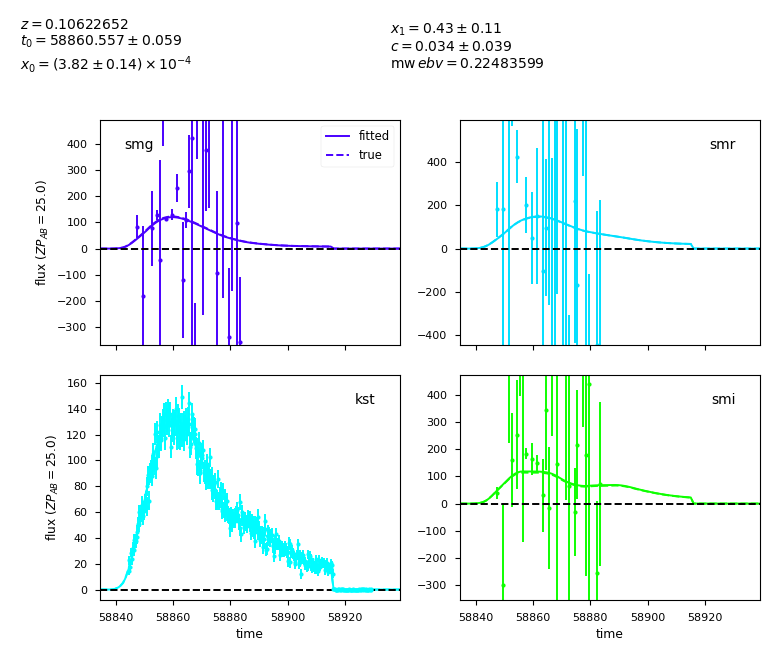 z = 0.10622652
t₀ = 58860.557 ± 0.059
x₀ = (3.82 ± 0.14) × 10⁻⁴
x₁ = 0.43 ± 0.11
c = 0.034 ± 0.039
mw ebv = 0.22483599
smg
fitted
true
400
300
200
100
0
−100
−200
−300
flux (ZP_AB = 25.0)
smr
400
200
0
−200
−400
kst
160
140
120
100
80
60
40
20
0
flux (ZP_AB = 25.0)
58840 58860 58880 58900 58920
time
smi
400
300
200
100
0
−100
−200
−300
58840 58860 58880 58900 58920
time